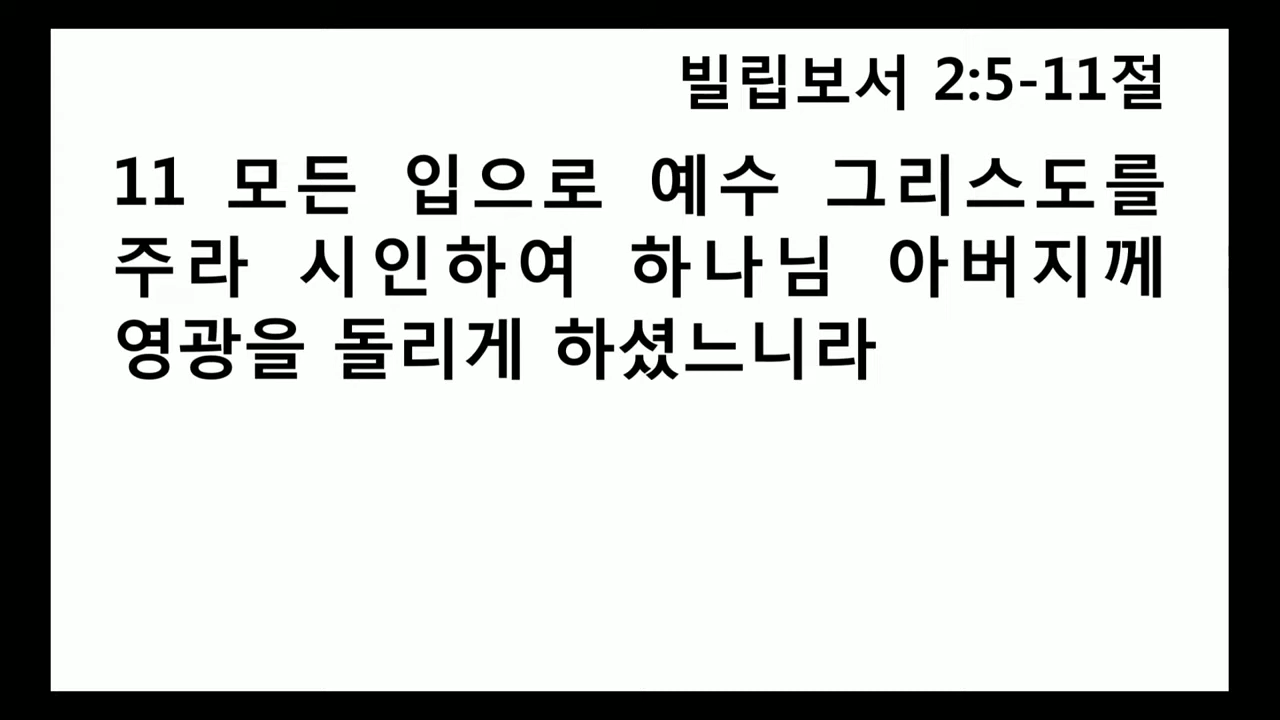 빌립보서 2:5-11절
11 모든 입으로 예수 그리스도를
주라 시인하여 하나님 아버지께
영광을 돌리게 하셨느니라